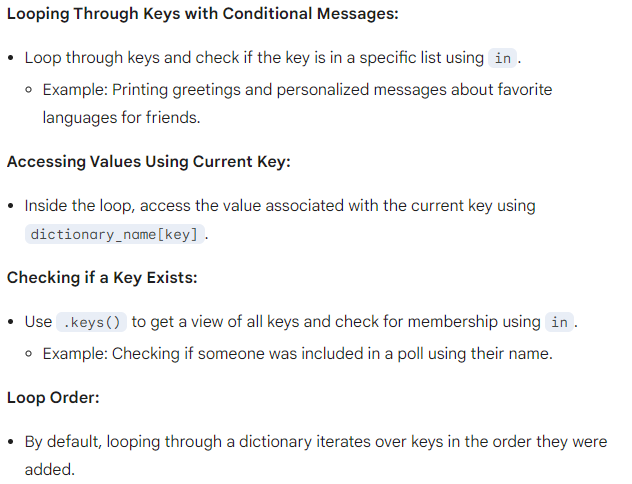 Looping Through Keys with Conditional Messages:
• Loop through keys and check if the key is in a specific list using in .
◦ Example: Printing greetings and personalized messages about favorite
languages for friends.
Accessing Values Using Current Key:
• Inside the loop, access the value associated with the current key using
dictionary_name[key] .
Checking if a Key Exists:
• Use .keys() to get a view of all keys and check for membership using in .
◦ Example: Checking if someone was included in a poll using their name.
Loop Order:
• By default, looping through a dictionary iterates over keys in the order they were
added.